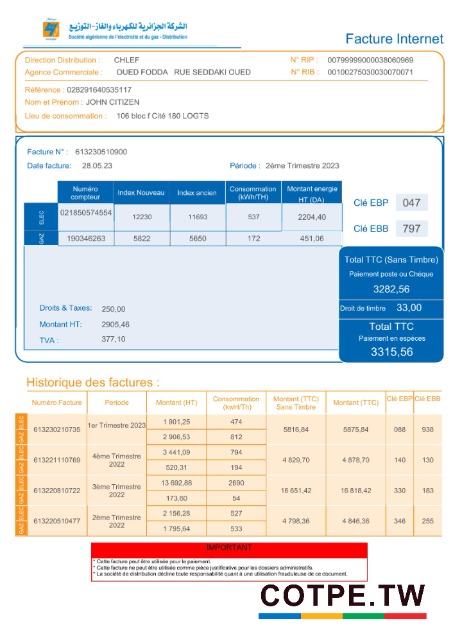 الشركة الجزائرية للكهرباء والغاز-التوزيع
Société algérienne de l'électricité et du gaz - Distribution
Facture Internet
Direction Distribution : CHLEF N° RIP : 00799999000038060969
Agence Commerciale : OUED FODDA RUE SEDDAKI OUED N° RIB : 00100275030030070071
Référence : 028291640535117
Nom et Prenom : JOHN CITIZEN
Lieu de consommation : 106 bloc f Cité 180 LOGTS
Facture N° : 613230510900
Date facture: 28.05.23 Période : 2ème Trimestre 2023
Numéro compteur Index Nouveau Index ancien Consommation (kWh/TH) Montant energie HT (DA)
ELEC 021850574554 12230 11693 537 2204,40
GAZ 190346263 5822 5650 172 451,06
Clé EBP 047
Clé EBB 797
Total TTC (Sans Timbre)
Paiement poste ou Chèque
3282,56
Droit de timbre 33,00
Total TTC
Paiement en espèces
3315,56
Droits & Taxes: 250,00
Montant HT: 2905,46
TVA : 377,10
Historique des factures :
Numéro Facture Periode Montant (HT) Consommation (kwH/Th) Montant (TTC) Sans Timbre Montant (TTC) Clé EBP Clé EBB
613230210735 1er Trimestre 2023 ELEC 1 901,25 474 5816,84 5875,84 088 938
GAZ 2 906,53 812
613221110769 4ème Trimestre 2022 ELEC 3 441,09 794 4 829,70 4 878,70 140 130
GAZ 520,31 194
613220810722 3ème Trimestre 2022 ELEC 13 692,88 2690 16 651,42 16 818,42 330 183
GAZ 173,60 54
613220510477 2ème Trimestre 2022 ELEC 2 156,28 527 4 798,36 4 846,36 346 255
GAZ 1 795,64 533
IMPORTANT
* Cette facture peut être utilisée pour le paiement.
* Cette facture ne peut être utilisée comme pièce justificative pour les dossiers administratifs.
* La société de distribution décline toute responsabilité quant à une utilisation frauduleuse de ce document.
COTPE.TW